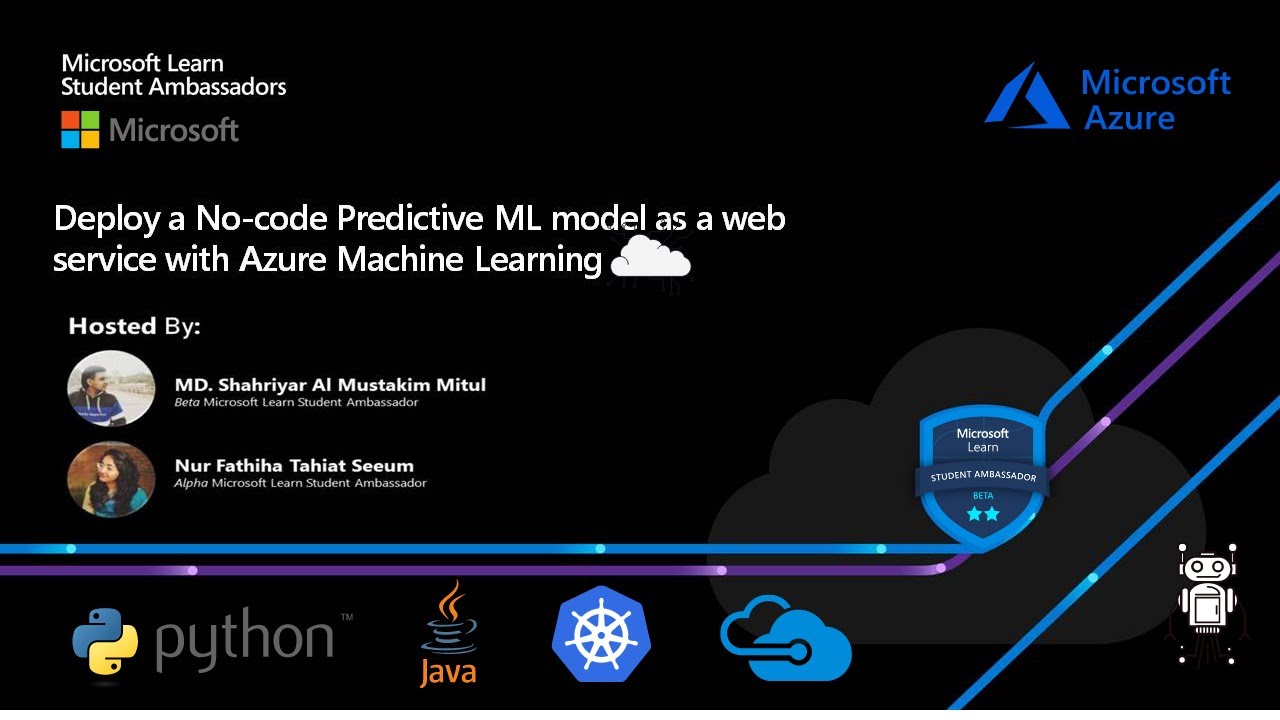 Microsoft Learn
Student Ambassadors
Microsoft
Microsoft
Azure
Deploy a No-code Predictive ML model as a web
service with Azure Machine Learning
Hosted By:
MD. Shahriyar Al Mustakim Mitul
Beta Microsoft Learn Student Ambassador
Nur Fathiha Tahiat Seeum
Alpha Microsoft Learn Student Ambassador
Microsoft
Learn
STUDENT AMBASSADOR
BETA
python™
Java